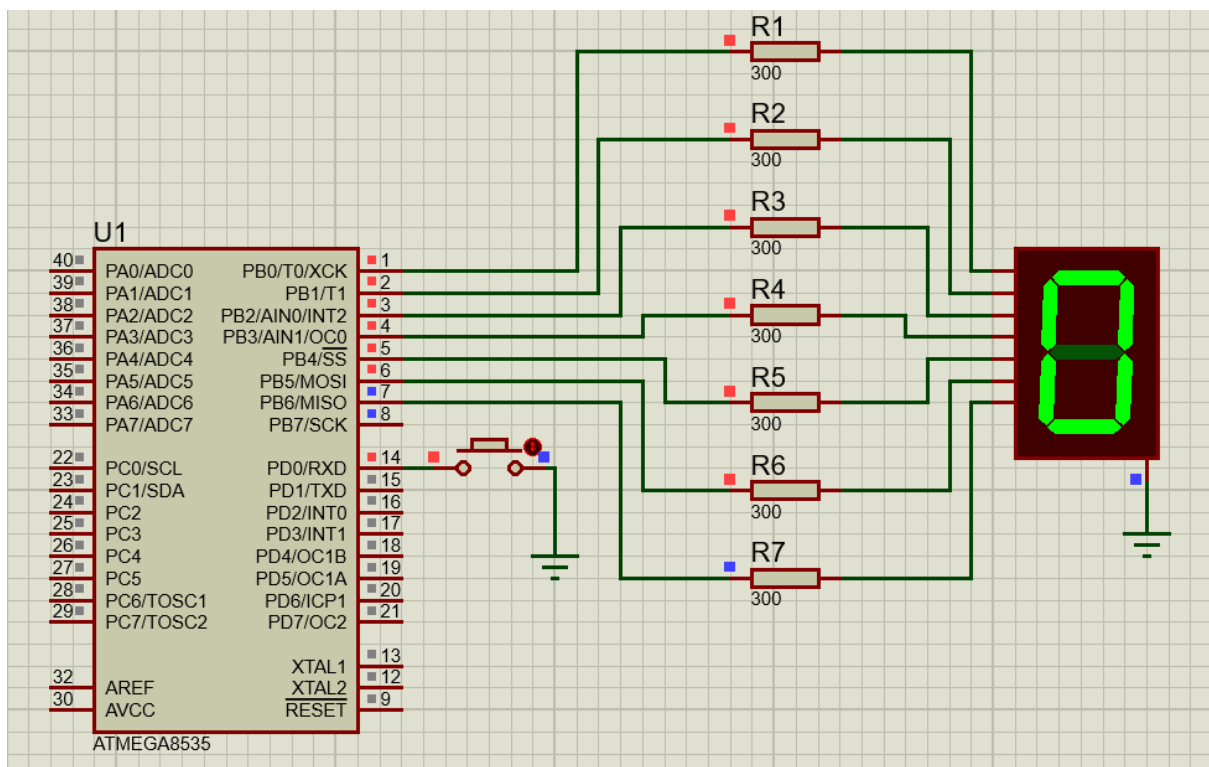 R1
300
R2
300
R3
300
R4
300
R5
300
R6
300
R7
300
U1
40 PA0/ADC0 PB0/T0/XCK 1
39 PA1/ADC1 PB1/T1 2
38 PA2/ADC2 PB2/AIN0/INT2 3
37 PA3/ADC3 PB3/AIN1/OC0 4
36 PA4/ADC4 PB4/SS 5
35 PA5/ADC5 PB5/MOSI 6
34 PA6/ADC6 PB6/MISO 7
33 PA7/ADC7 PB7/SCK 8
22 PC0/SCL PD0/RXD 14
23 PC1/SDA PD1/TXD 15
24 PC2 PD2/INT0 16
25 PC3 PD3/INT1 17
26 PC4 PD4/OC1B 18
27 PC5 PD5/OC1A 19
28 PC6/TOSC1 PD6/ICP1 20
29 PC7/TOSC2 PD7/OC2 21
XTAL1 13
32 AREF XTAL2 12
30 AVCC RESET 9
ATMEGA8535
0